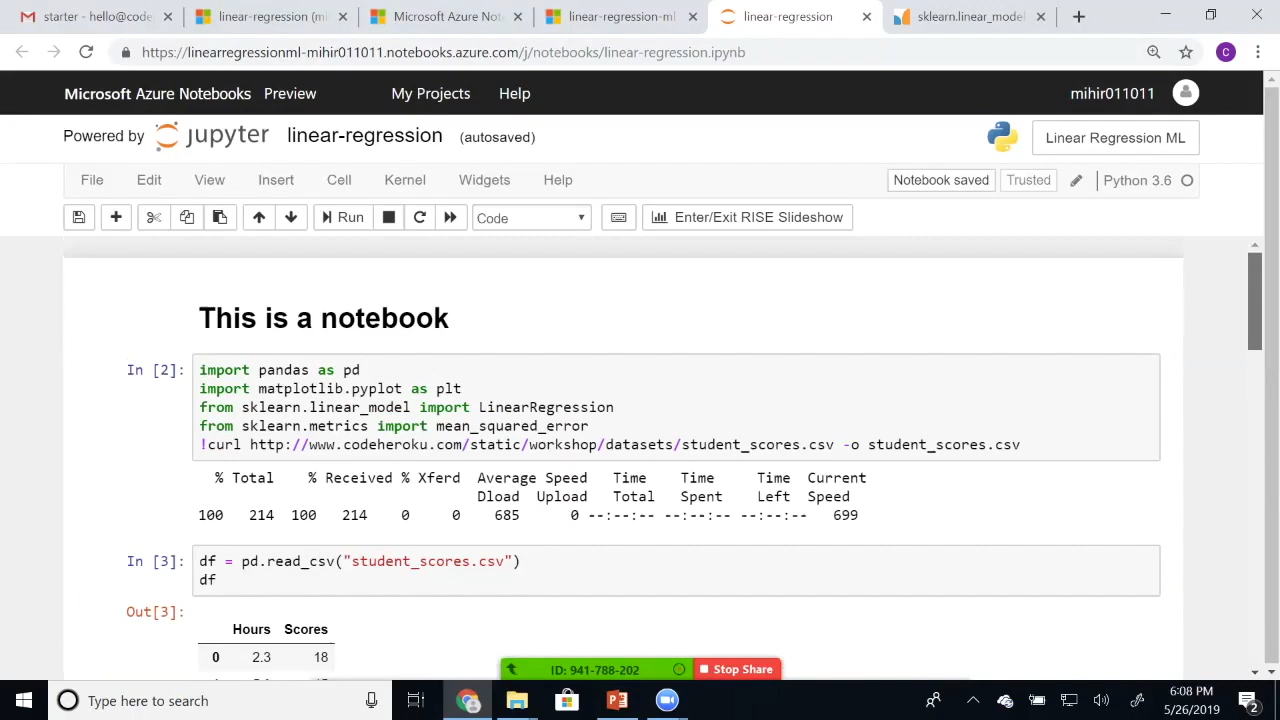 starter - hello@code
linear-regression (mi
Microsoft Azure Not
linear-regression-ml
linear-regression
sklearn.linear_model
https://linearregressionml-mihir011011.notebooks.azure.com/j/notebooks/linear-regression.ipynb
C
Microsoft Azure Notebooks Preview My Projects Help mihir011011
Powered by jupyter linear-regression (autosaved) Linear Regression ML
File Edit View Insert Cell Kernel Widgets Help Notebook saved Trusted Python 3.6
Run Code Enter/Exit RISE Slideshow
This is a notebook
In [2]: import pandas as pd
import matplotlib.pyplot as plt
from sklearn.linear_model import LinearRegression
from sklearn.metrics import mean_squared_error
!curl http://www.codeheroku.com/static/workshop/datasets/student_scores.csv -o student_scores.csv
% Total % Received % Xferd Average Speed Time Time Time Current
Dload Upload Total Spent Left Speed
100 214 100 214 0 0 685 0 --:--:-- --:--:-- --:--:-- 699
In [3]: df = pd.read_csv("student_scores.csv")
df
Out[3]:
Hours Scores
0 2.3 18
ID: 941-788-202 Stop Share
Type here to search
6:08 PM
5/26/2019
2